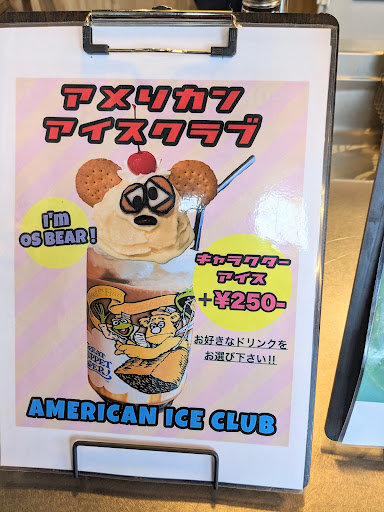 アメリカン
アイスクラブ
I'm
OS BEAR!
キャラクター
アイス
+¥250-
お好きなドリンクを
お選び下さい!!
AMERICAN ICE CLUB